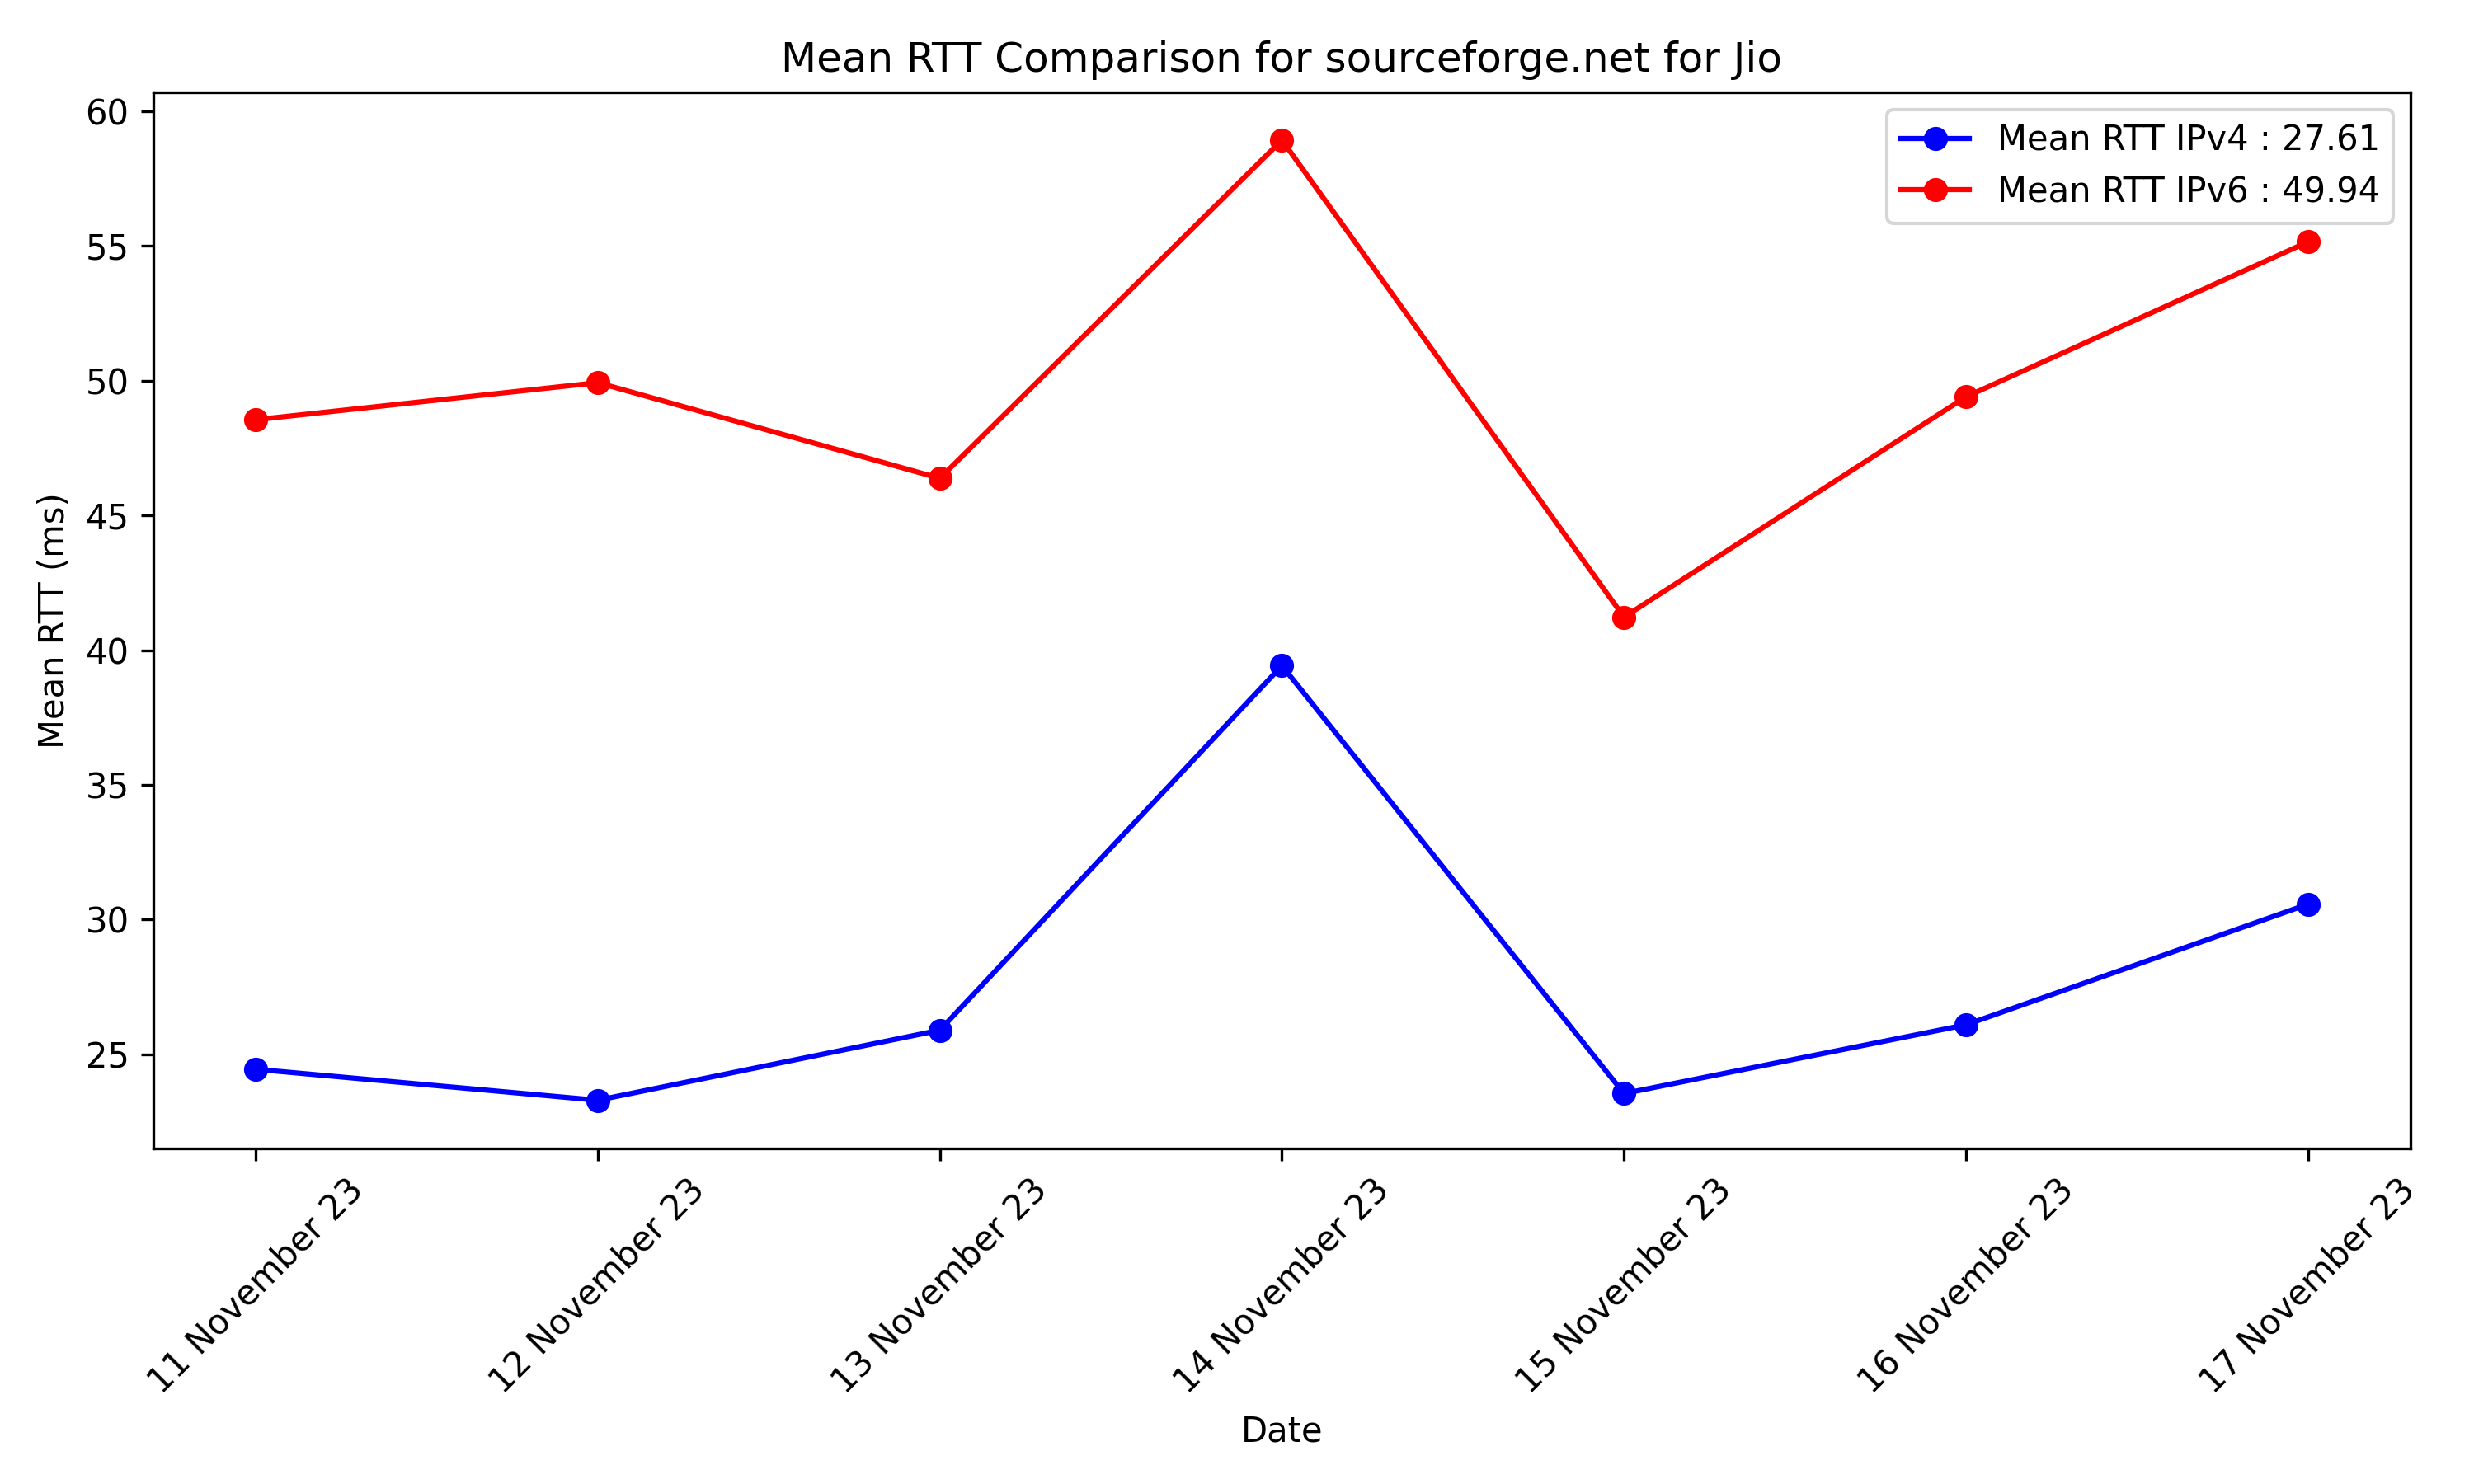 Mean RTT Comparison for sourceforge.net for Jio
Mean RTT IPv4 : 27.61
Mean RTT IPv6 : 49.94
Mean RTT (ms)
60
55
50
45
40
35
30
25
11 November 23
12 November 23
13 November 23
14 November 23
15 November 23
16 November 23
17 November 23
Date